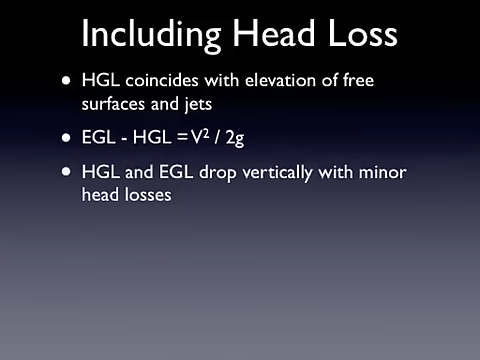 Including Head Loss
• HGL coincides with elevation of free
surfaces and jets
• EGL - HGL = V² / 2g
• HGL and EGL drop vertically with minor
head losses